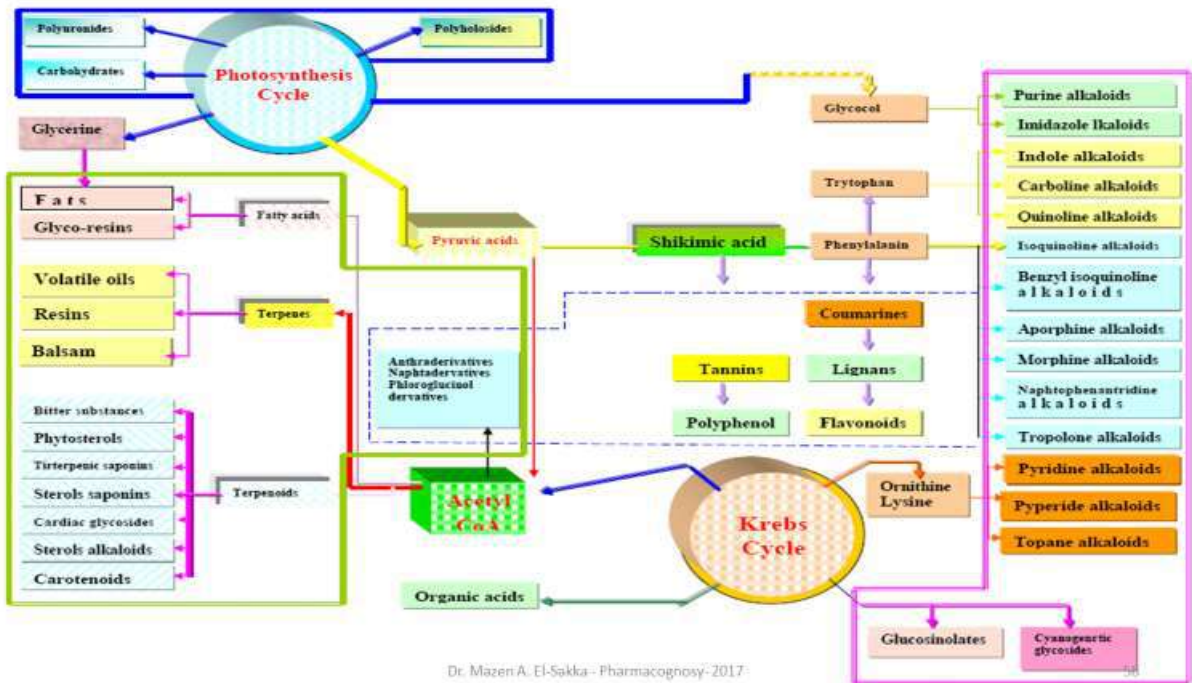 Polynronides
Polyholosides
Carbohydrates
Photosynthesis
Cycle
Glycerine
Fats
Glyco-resins
Fatty acids
Volatile oils
Resins
Balsam
Terpenes
Bitter substances
Phytosterols
Tirterpenic saponins
Sterols saponins
Cardiac glycosides
Sterols alkaloids
Carotenoids
Terpenoids
Pyruvic acids
Shikimic acid
Anthraderivatives
Naphtadervatives
Phloroglucinol
dervatives
Acetyl
CoA
Organic acids
Tannins
Polyphenol
Coumarines
Lignans
Flavonoids
Glycocol
Trytophan
Phenylalanin
Krebs
Cycle
Ornithine
Lysine
Purine alkaloids
Imidazole lkaloids
Indole alkaloids
Carboline alkaloids
Quinoline alkaloids
Isoquinoline alkaloids
Benzyl isoquinoline
alkaloids
Aporphine alkaloids
Morphine alkaloids
Naphtophenantridine
alkaloids
Tropolone alkaloids
Pyridine alkaloids
Pyperide alkaloids
Topane alkaloids
Glucosinolates
Cyanogenetic
glycosides
Dr. Mazen A. El-Sakka - Pharmacognosy- 2017
58